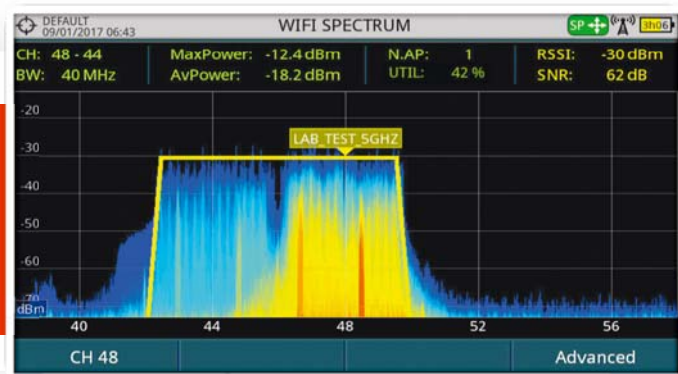 DEFAULT
09/01/2017 06:43
WIFI SPECTRUM
SP
3h06
CH: 48 - 44 MaxPower: -12.4 dBm N.AP: 1 RSSI: -30 dBm
BW: 40 MHz AvPower: -18.2 dBm UTIL: 42 % SNR: 62 dB
-20
LAB_TEST_5GHZ
-30
-40
-50
-60
-70
dBm
40 44 48 52 56
CH 48 Advanced